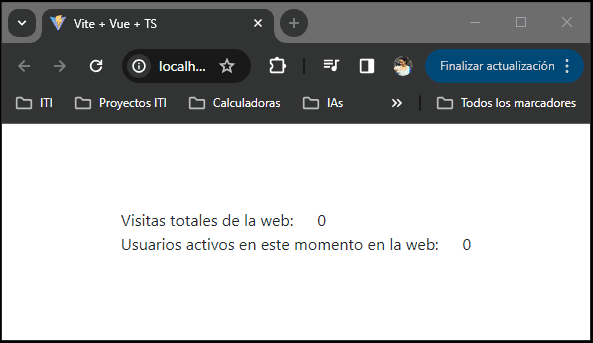 Vite + Vue + TS
localh...
Finalizar actualización
ITI
Proyectos ITI
Calculadoras
IAs
Todos los marcadores
Visitas totales de la web: 0
Usuarios activos en este momento en la web: 0